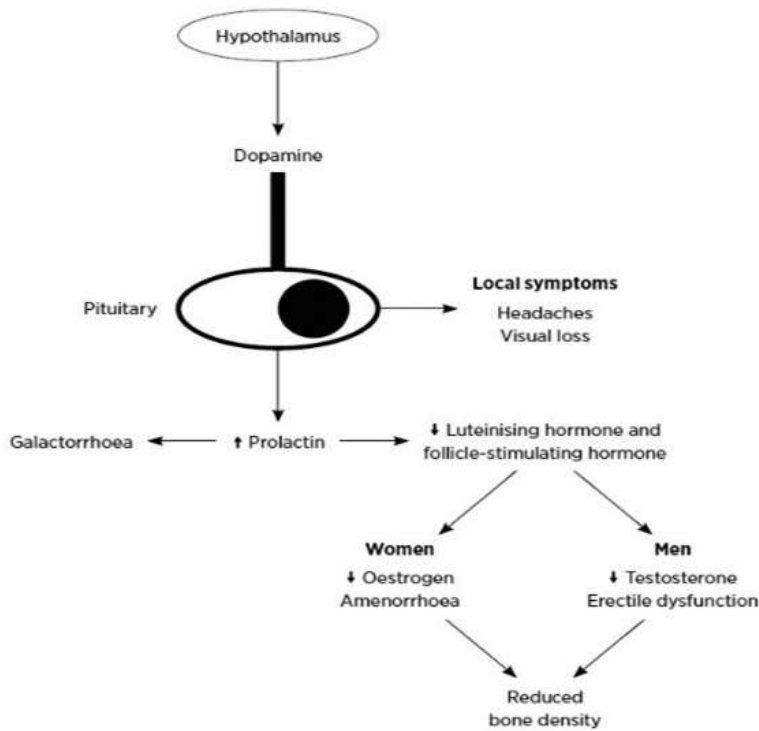 Hypothalamus
Dopamine
Pituitary
Local symptoms
Headaches
Visual loss
Galactorrhoea
↑ Prolactin
↓ Luteinising hormone and
follicle-stimulating hormone
Women
↓ Oestrogen
Amenorrhoea
Men
↓ Testosterone
Erectile dysfunction
Reduced
bone density